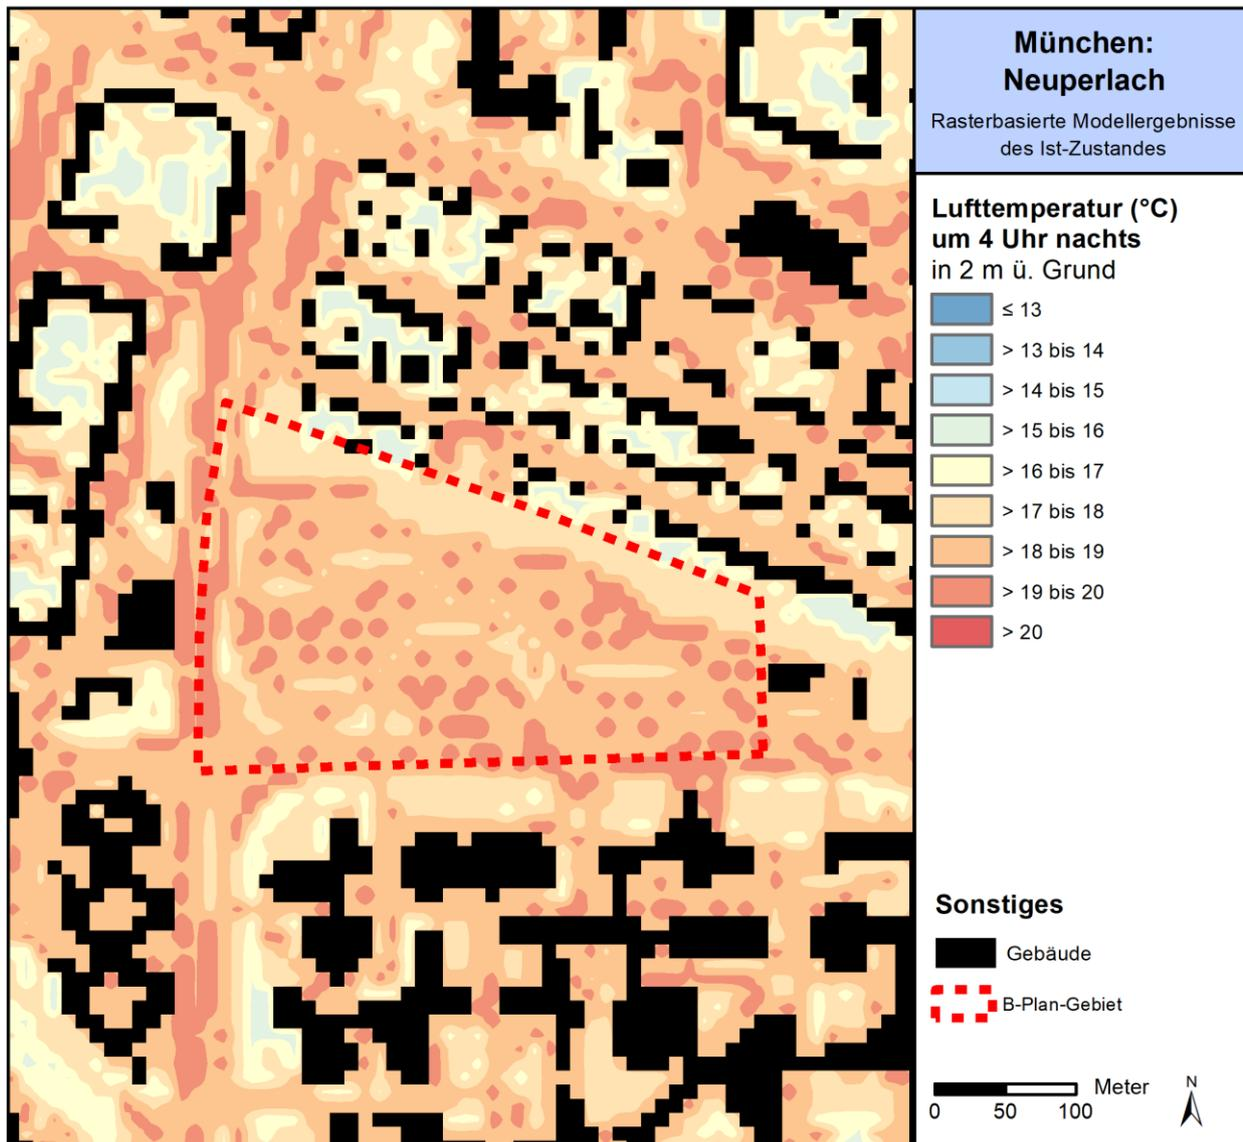 München:
Neuperlach
Rasterbasierte Modellergebnisse
des Ist-Zustandes
Lufttemperatur (°C)
um 4 Uhr nachts
in 2 m ü. Grund
≤ 13
> 13 bis 14
> 14 bis 15
> 15 bis 16
> 16 bis 17
> 17 bis 18
> 18 bis 19
> 19 bis 20
> 20
Sonstiges
Gebäude
B-Plan-Gebiet
Meter
0 50 100
N